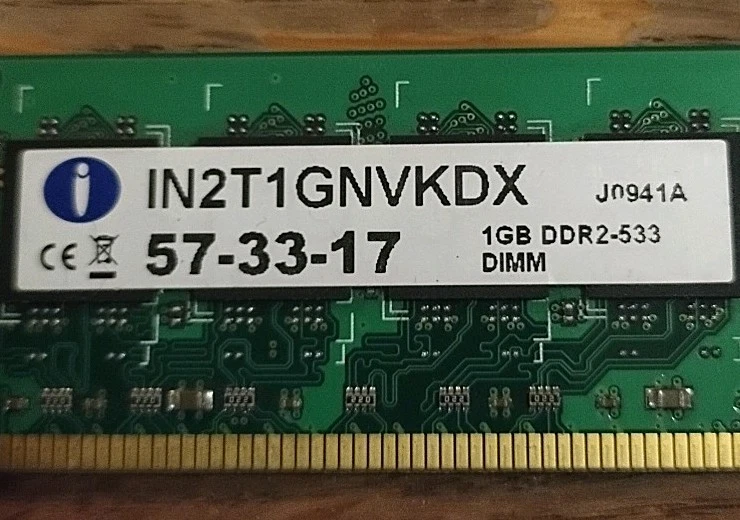 i
IN2T1GNVKDX
J0941A
CE
57-33-17
1GB DDR2-533
DIMM